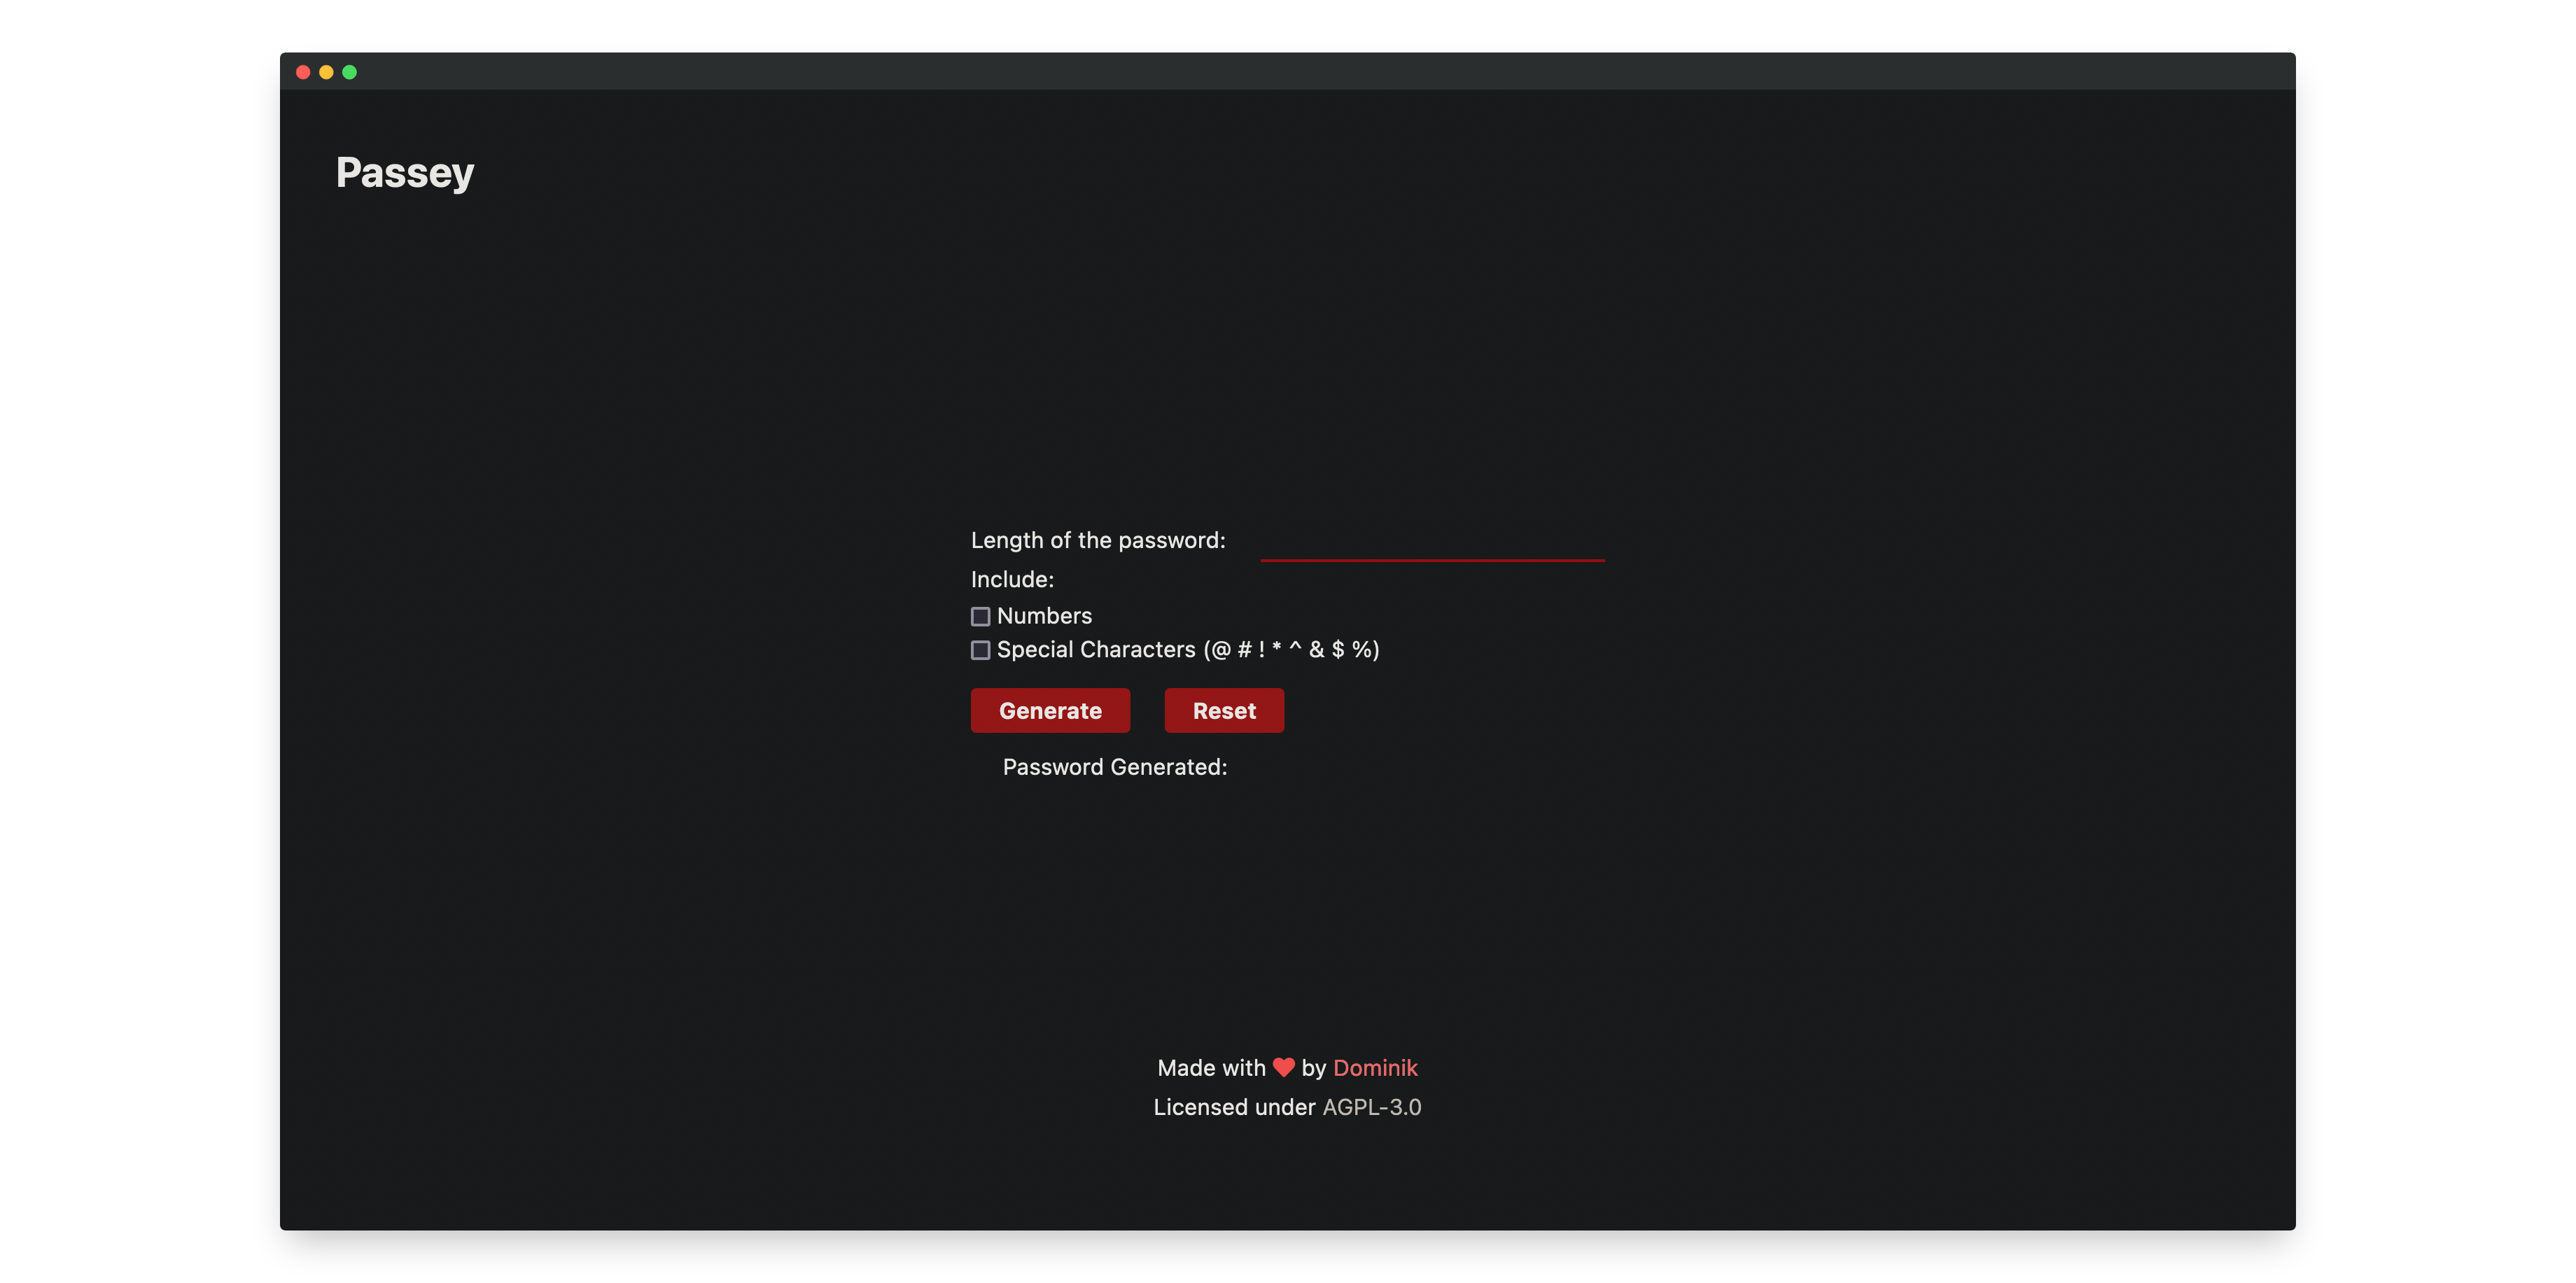 Passey
Length of the password:
Include:
Numbers
Special Characters (@ # ! * ^ & $ %)
Generate Reset
Password Generated:
Made with ❤ by Dominik
Licensed under AGPL-3.0